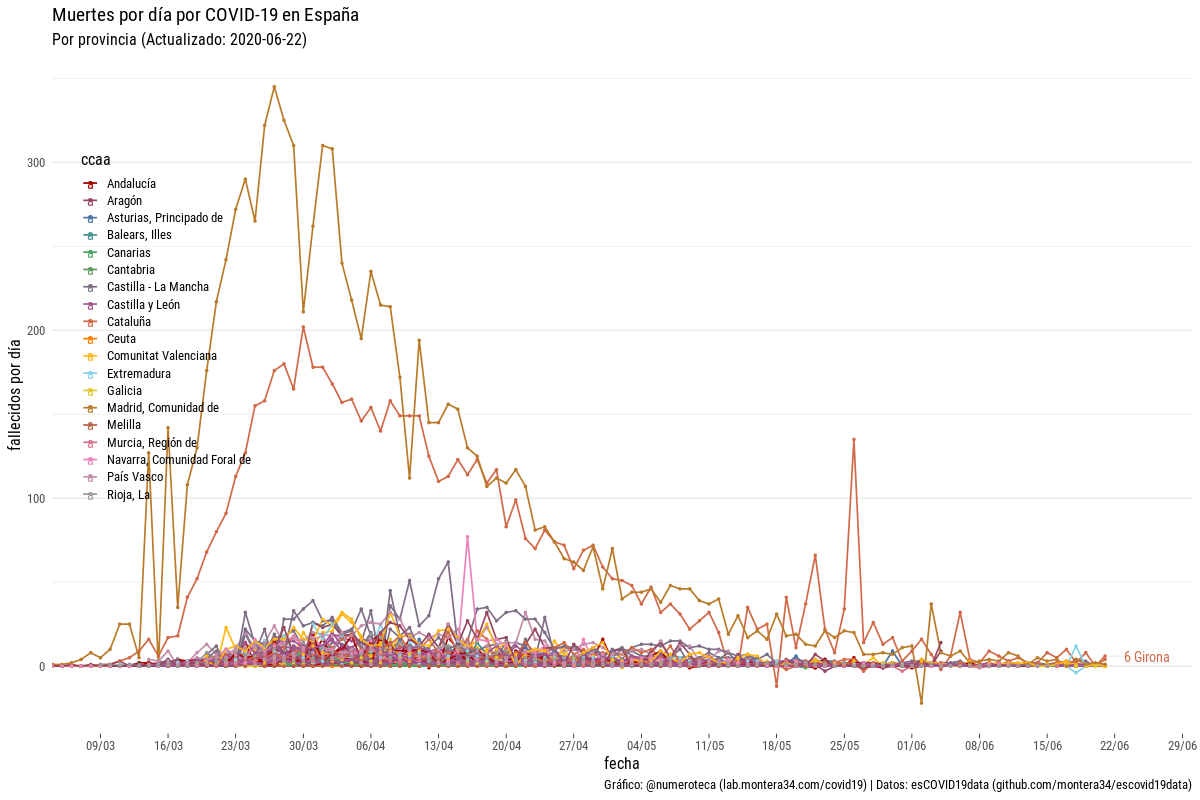 Muertes por día por COVID-19 en España
Por provincia (Actualizado: 2020-06-22)
fallecidos por día
300
200
100
0
ccaa
Andalucía
Aragón
Asturias, Principado de
Balears, Illes
Canarias
Cantabria
Castilla - La Mancha
Castilla y León
Cataluña
Ceuta
Comunitat Valenciana
Extremadura
Galicia
Madrid, Comunidad de
Melilla
Murcia, Región de
Navarra, Comunidad Foral de
País Vasco
Rioja, La
6 Girona
09/03 16/03 23/03 30/03 06/04 13/04 20/04 27/04 04/05 11/05 18/05 25/05 01/06 08/06 15/06 22/06 29/06
fecha
Gráfico: @numeroteca (lab.montera34.com/covid19) | Datos: esCOVID19data (github.com/montera34/escovid19data)